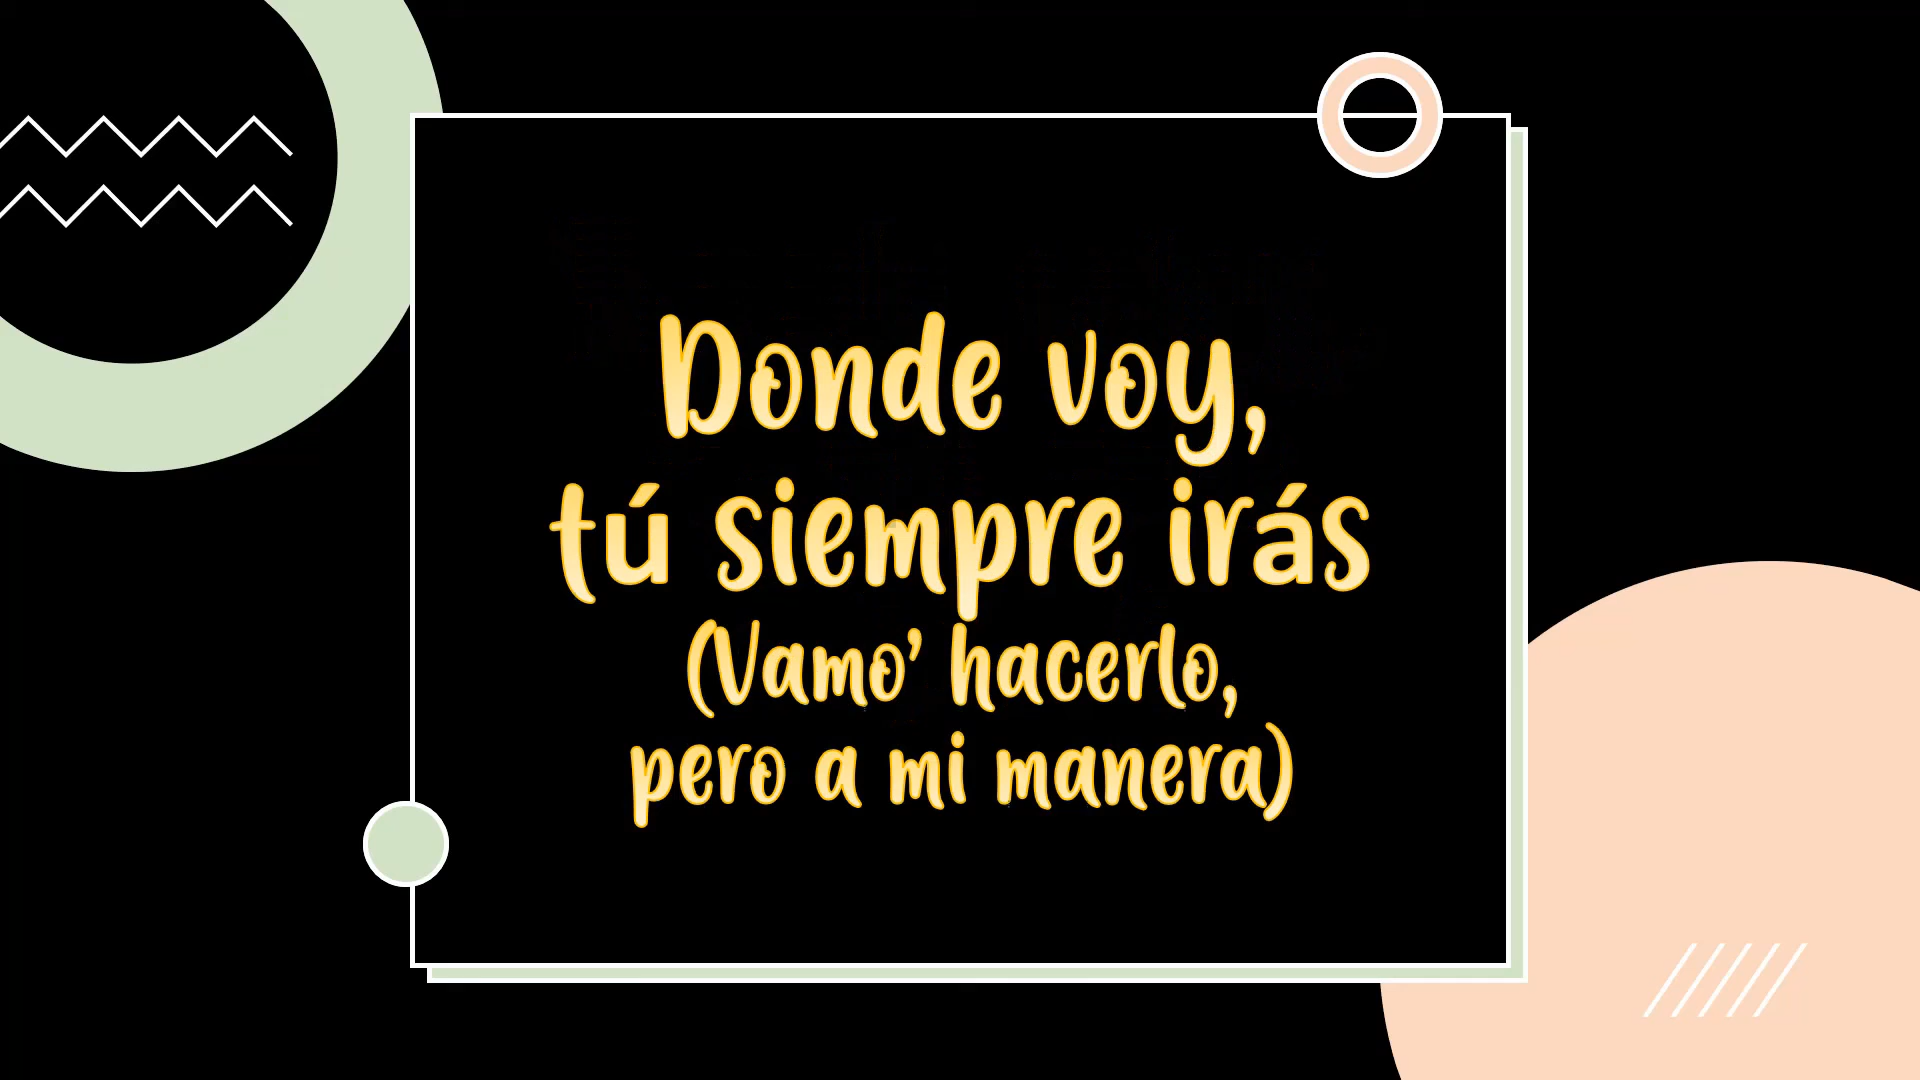 Donde voy,
tú siempre irás
(Vamo' hacerlo,
pero a mi manera)